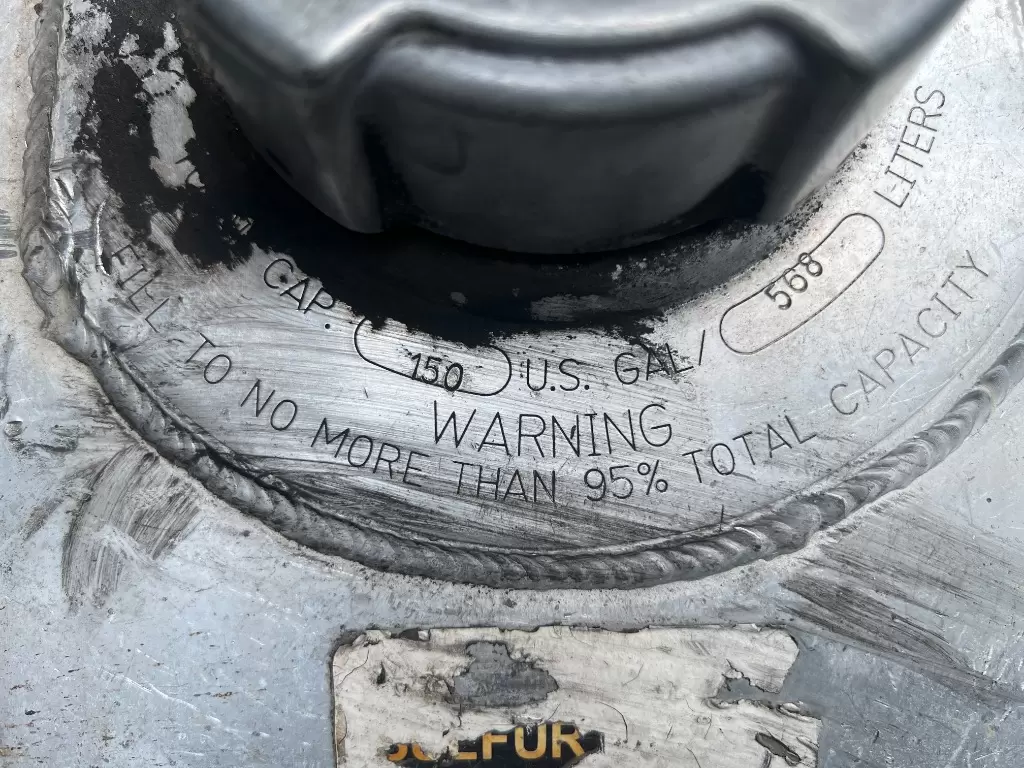 CAP. 150 U.S. GAL/ 568 LITERS
WARNING
FILL TO NO MORE THAN 95% TOTAL CAPACITY